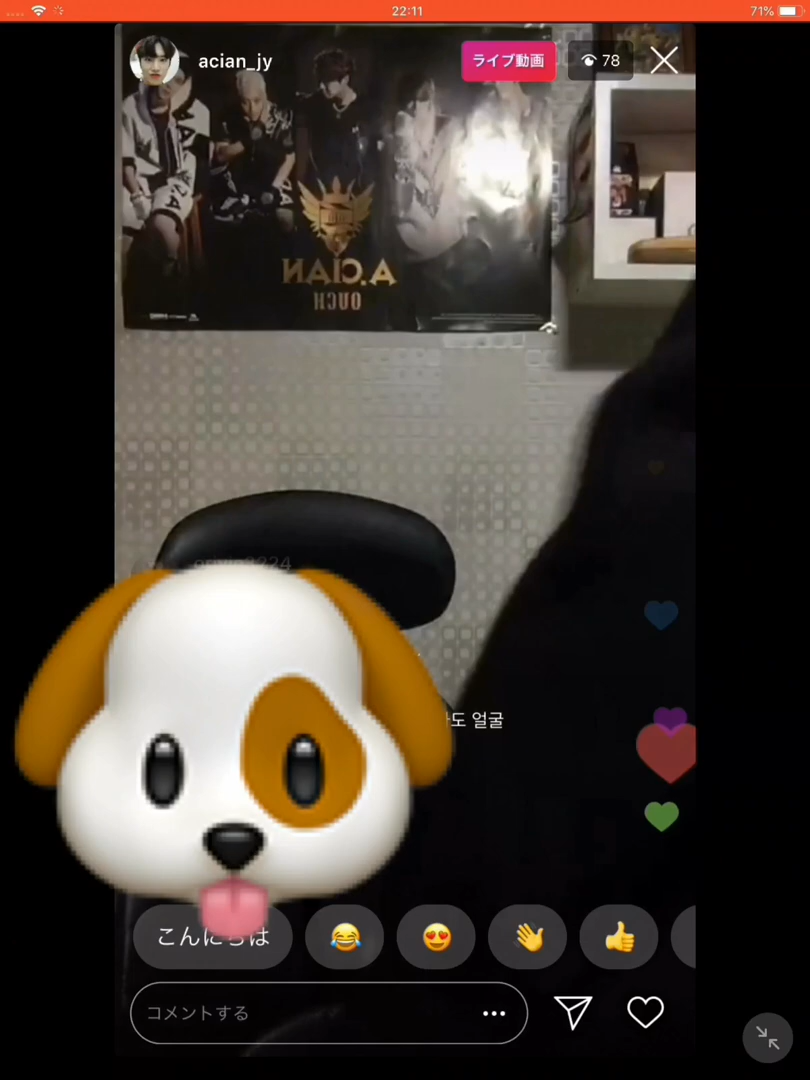 22:11
71%
acian_jy
ライブ動画
78
A.CIAN
OUCH
도 얼굴
こんにちは
コメントする